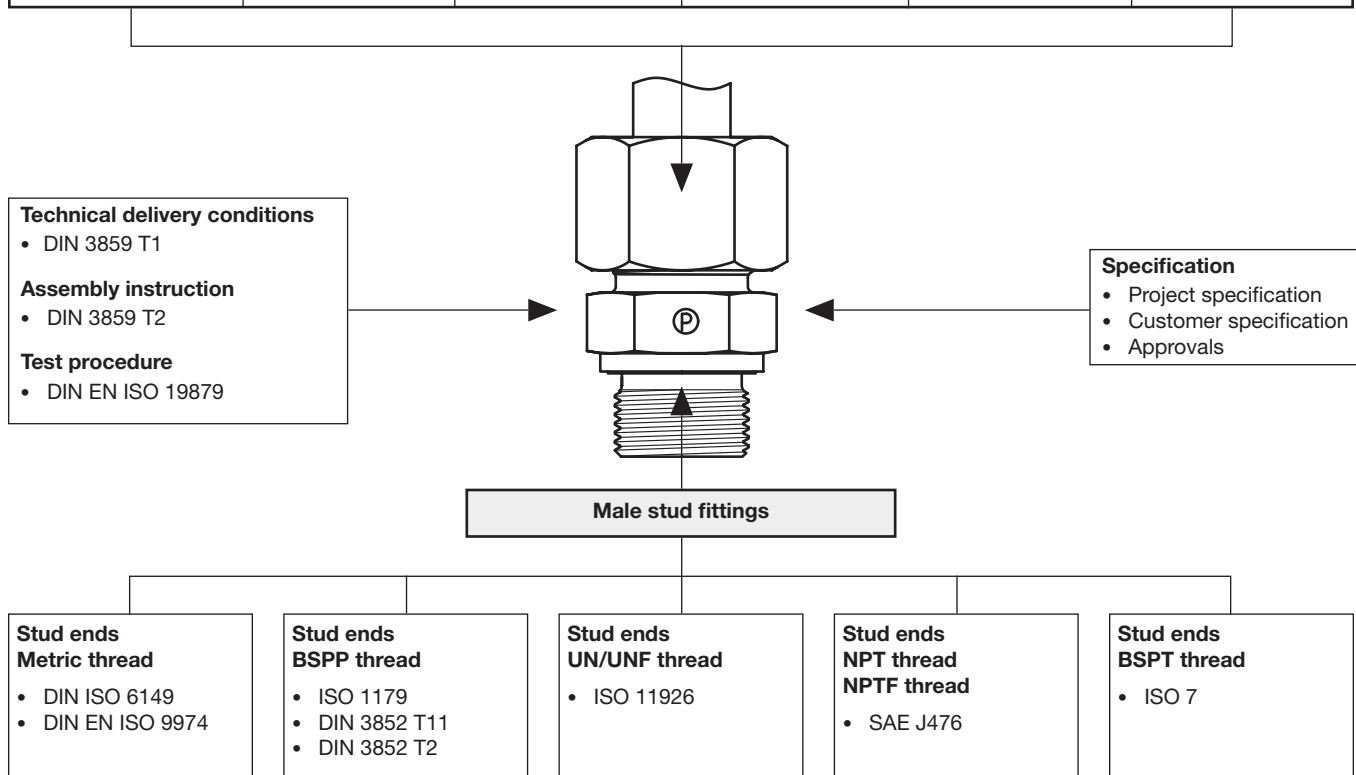 Technical delivery conditions
• DIN 3859 T1
Assembly instruction
• DIN 3859 T2
Test procedure
• DIN EN ISO 19879
Specification
• Project specification
• Customer specification
• Approvals
P
Male stud fittings
Stud ends
Metric thread
• DIN ISO 6149
• DIN EN ISO 9974
Stud ends
BSPP thread
• ISO 1179
• DIN 3852 T11
• DIN 3852 T2
Stud ends
UN/UNF thread
• ISO 11926
Stud ends
NPT thread
NPTF thread
• SAE J476
Stud ends
BSPT thread
• ISO 7